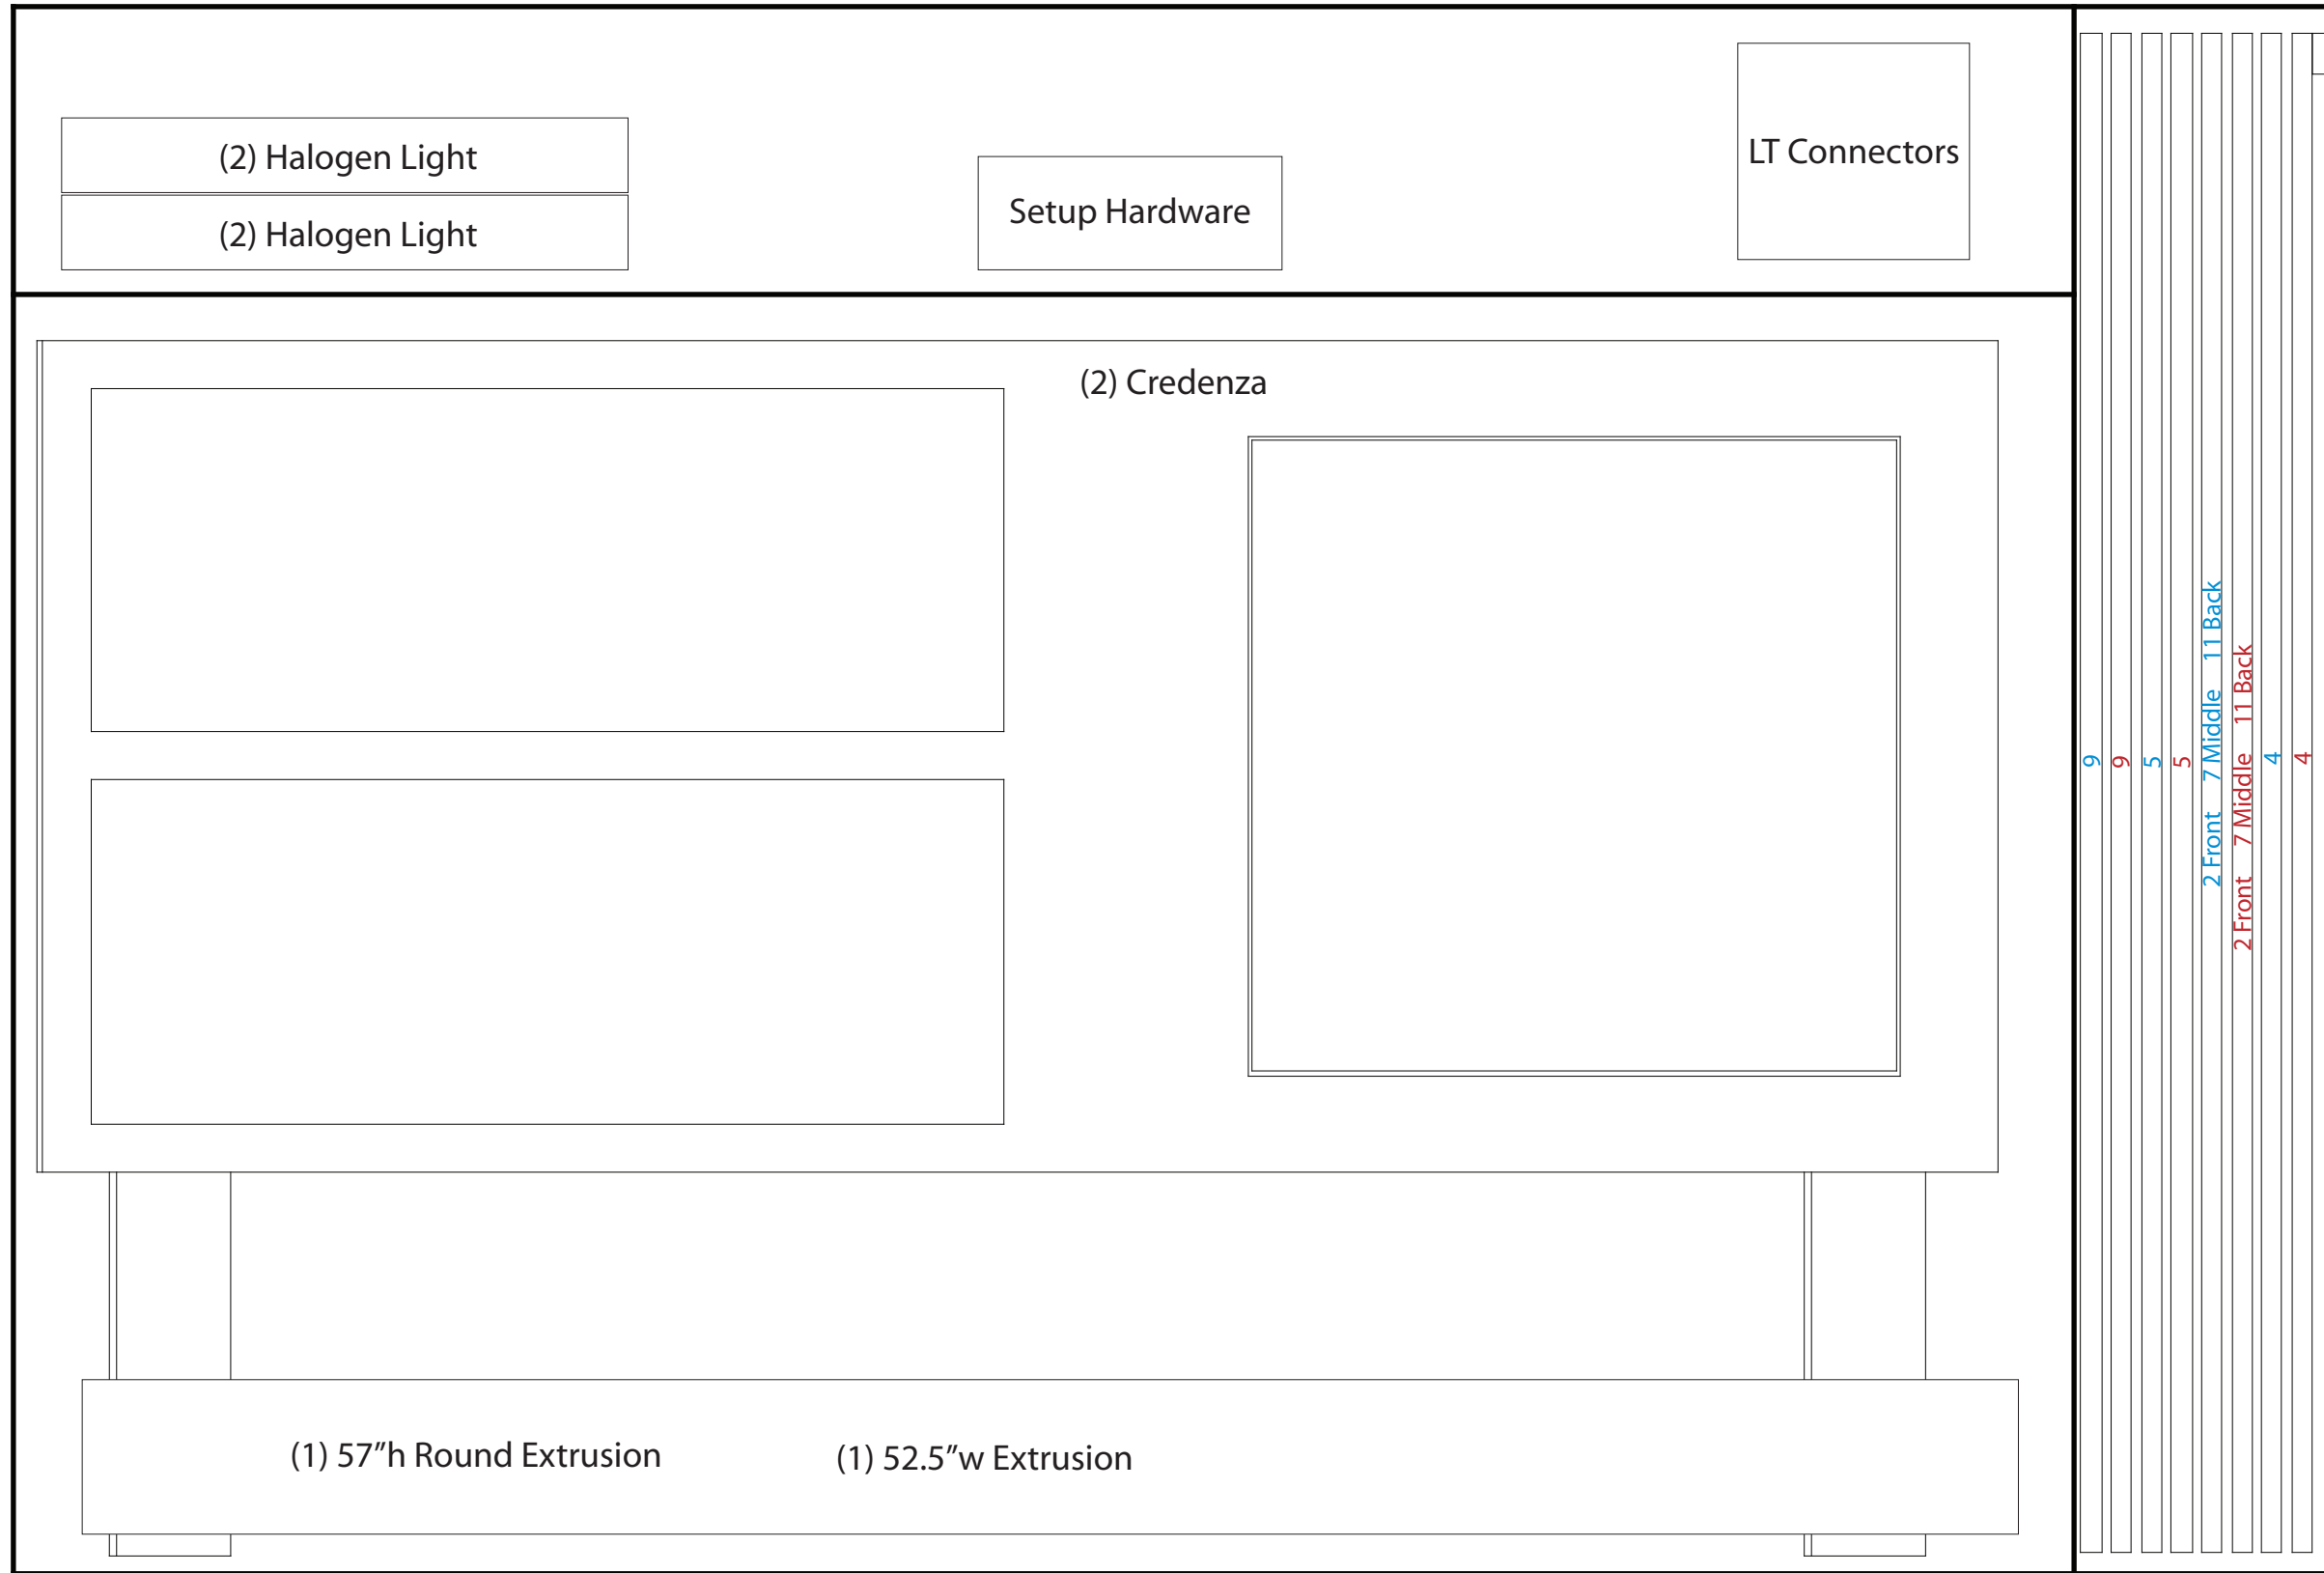 (2) Halogen Light
(2) Halogen Light
Setup Hardware
LT Connectors
(2) Credenza
(1) 57"h Round Extrusion
(1) 52.5"w Extrusion
9
9
5
5
2 Front 7 Middle 11 Back
2 Front 7 Middle 11 Back
4
4